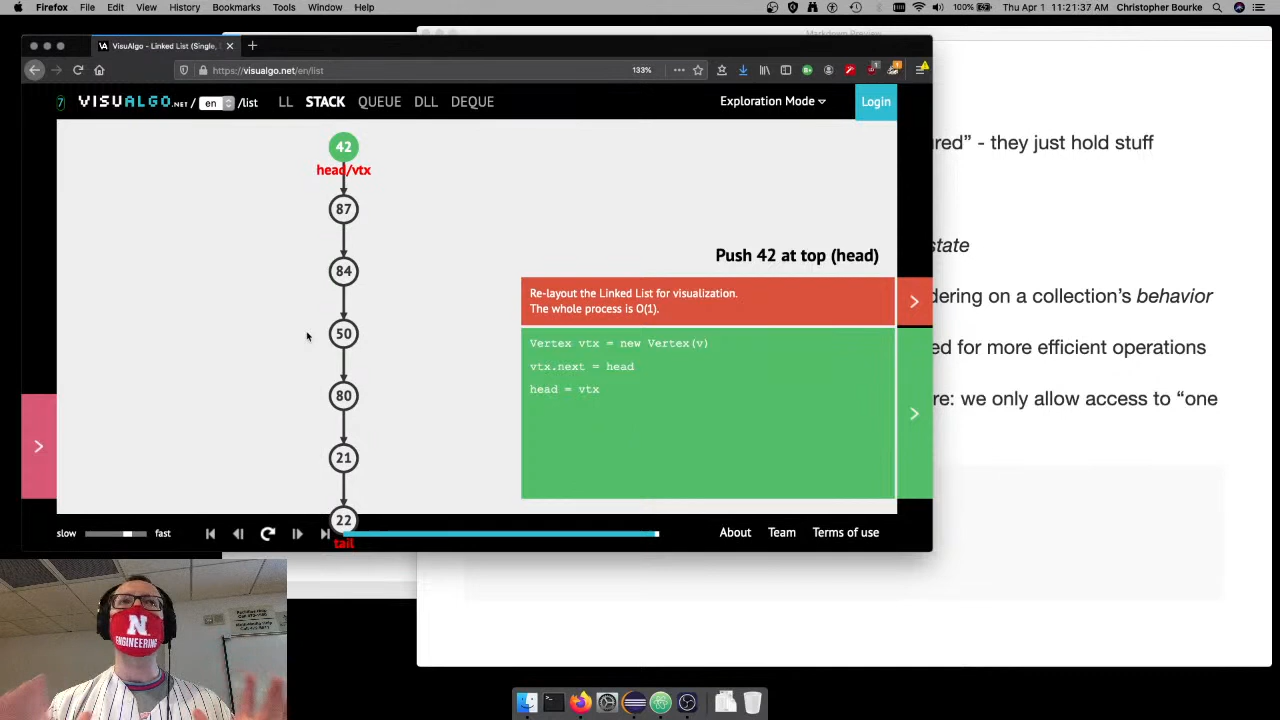 Firefox File Edit View History Bookmarks Tools Window Help 100% Thu Apr 1 11:21:37 AM Christopher Bourke
Markdown Preview
VisuAlgo - Linked List (Single,
https://visualgo.net/en/list 133%
7 VISUALGO.NET/ en /list LL STACK QUEUE DLL DEQUE Exploration Mode Login
42
head/vtx
87
84
50
80
21
22
tail
Push 42 at top (head)
Re-layout the Linked List for visualization.
The whole process is O(1).
Vertex vtx = new Vertex(v)
vtx.next = head
head = vtx
slow fast About Team Terms of use
ured” - they just hold stuff
state
dering on a collection’s behavior
ed for more efficient operations
re: we only allow access to “one
N
ENGINEERING